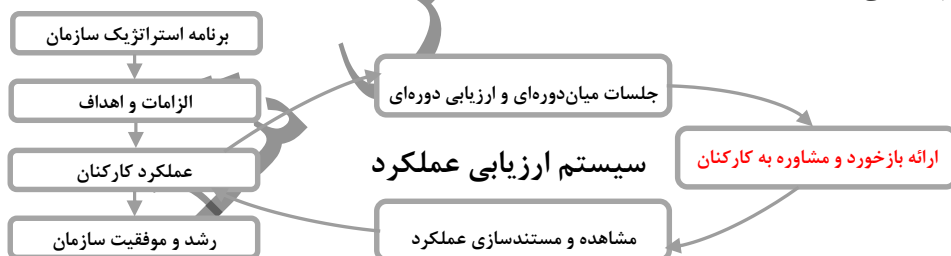 برنامه استراتژیک سازمان
الزامات و اهداف
عملکرد کارکنان
رشد و موفقیت سازمان
جلسات میان‌دوره‌ای و ارزیابی دوره‌ای
سیستم ارزیابی عملکرد
ارائه بازخورد و مشاوره به کارکنان
مشاهده و مستندسازی عملکرد